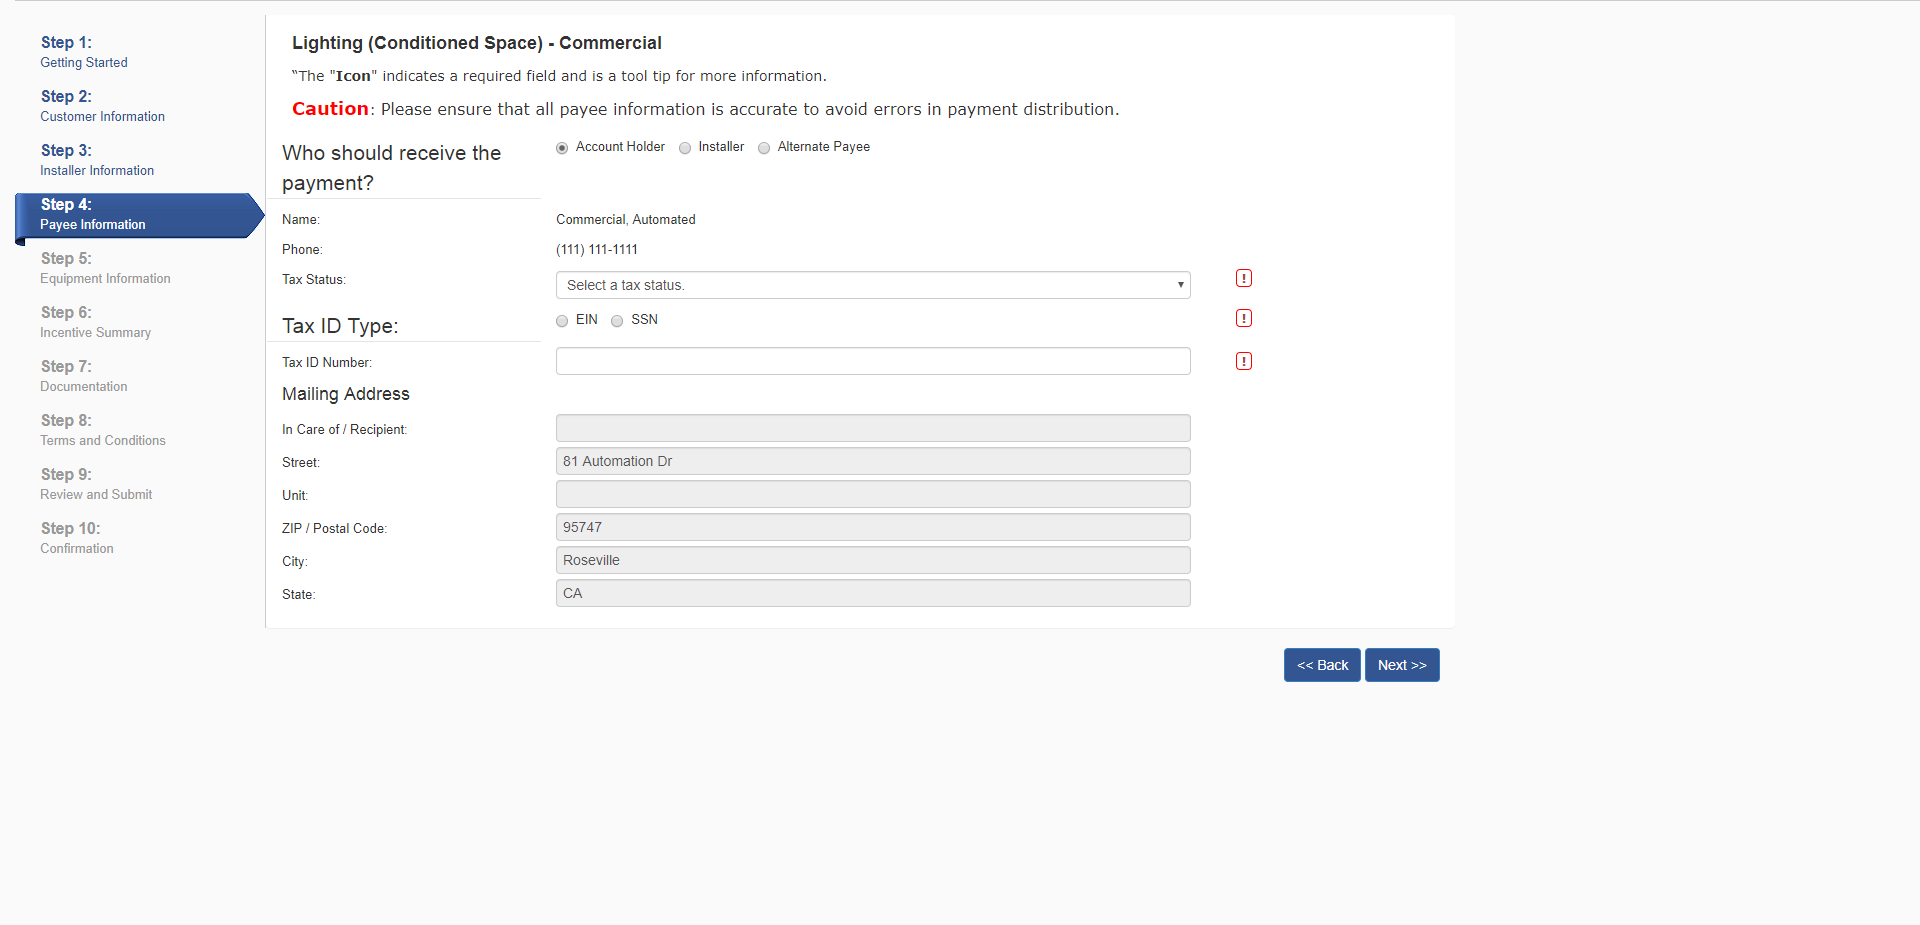 Step 1:
Getting Started
Step 2:
Customer Information
Step 3:
Installer Information
Step 4:
Payee Information
Step 5:
Equipment Information
Step 6:
Incentive Summary
Step 7:
Documentation
Step 8:
Terms and Conditions
Step 9:
Review and Submit
Step 10:
Confirmation
Lighting (Conditioned Space) - Commercial
“The "Icon" indicates a required field and is a tool tip for more information.
Caution: Please ensure that all payee information is accurate to avoid errors in payment distribution.
Who should receive the
payment?
Account Holder Installer Alternate Payee
Name: Commercial, Automated
Phone: (111) 111-1111
Tax Status: Select a tax status. !
Tax ID Type: EIN SSN !
Tax ID Number: !
Mailing Address
In Care of / Recipient:
Street: 81 Automation Dr
Unit:
ZIP / Postal Code: 95747
City: Roseville
State: CA
<< Back Next >>